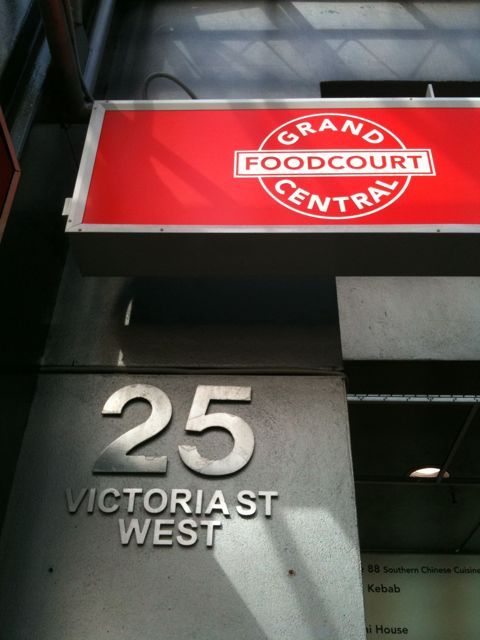 GRAND
FOODCOURT
CENTRAL
25
VICTORIA ST
WEST
88 Southern Chinese Cuisine
Kebab
House